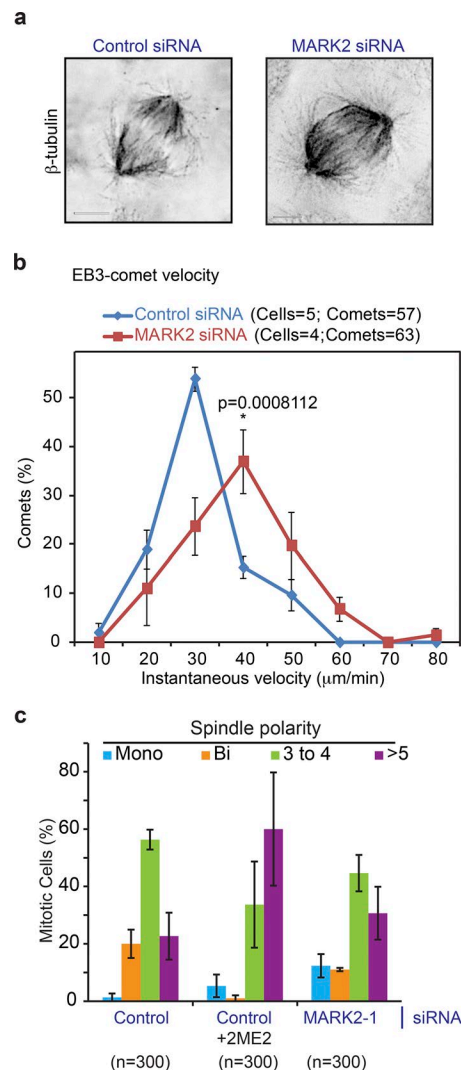 a
Control siRNA MARK2 siRNA
β-tubulin
b
EB3-comet velocity
Control siRNA (Cells=5; Comets=57)
MARK2 siRNA (Cells=4;Comets=63)
p=0.0008112
*
50
40
30
20
10
0
Comets (%)
10 20 30 40 50 60 70 80
Instantaneous velocity (μm/min)
c
Spindle polarity
Mono Bi 3 to 4 >5
80
60
40
20
0
Mitotic Cells (%)
Control Control MARK2-1 siRNA
+2ME2
(n=300) (n=300) (n=300)